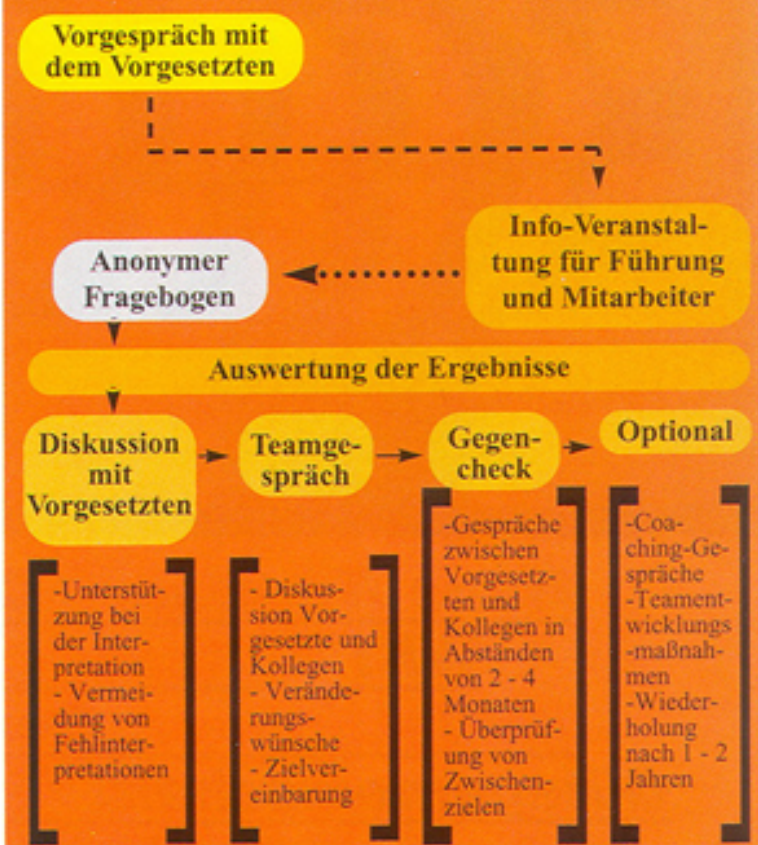 Vorgespräch mit
dem Vorgesetzten
Info-Veranstal-
tung für Führung
und Mitarbeiter
Anonymer
Fragebogen
Auswertung der Ergebnisse
Diskussion
mit
Vorgesetzten
Teamge-
spräch
Gegen-
check
Optional
-Unterstüt-
zung bei
der Inter-
pretation
- Vermei-
dung von
Fehlinter-
pretationen
- Diskus-
sion Vor-
gesetzte und
Kollegen
- Verände-
rungs-
wünsche
- Zielver-
einbarung
-Gespräche
zwischen
Vorgesetz-
ten und
Kollegen in
Abständen
von 2 - 4
Monaten
- Überprüf-
ung von
Zwischen-
zielen
-Coa-
ching-Ge-
spräche
-Teament-
wicklungs
-maßnah-
men
-Wieder-
holung
nach 1 - 2
Jahren